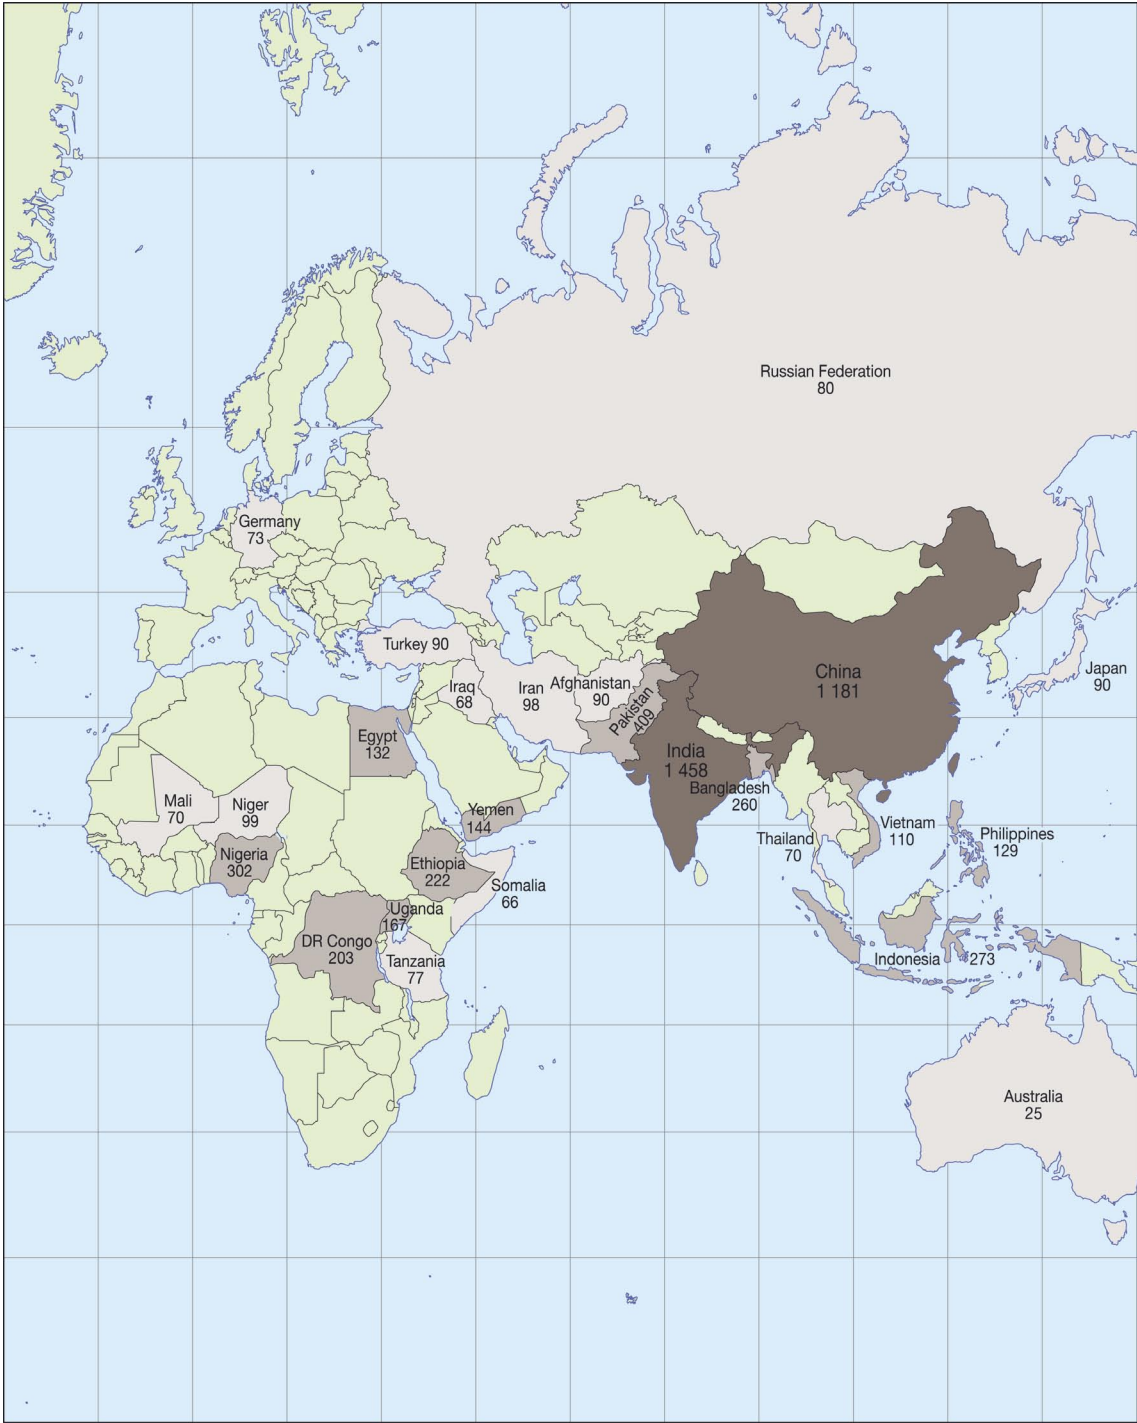 Russian Federation
80
Germany
73
Turkey 90
Iraq
68
Iran
98
Afghanistan
90
Pakistan
409
China
1 181
Japan
90
Egypt
132
India
1 458
Bangladesh
260
Mali
70
Niger
99
Yemen
144
Nigeria
302
Ethiopia
222
Somalia
66
Thailand
70
Vietnam
110
Philippines
129
Uganda
167
DR Congo
203
Tanzania
77
Indonesia 273
Australia
25